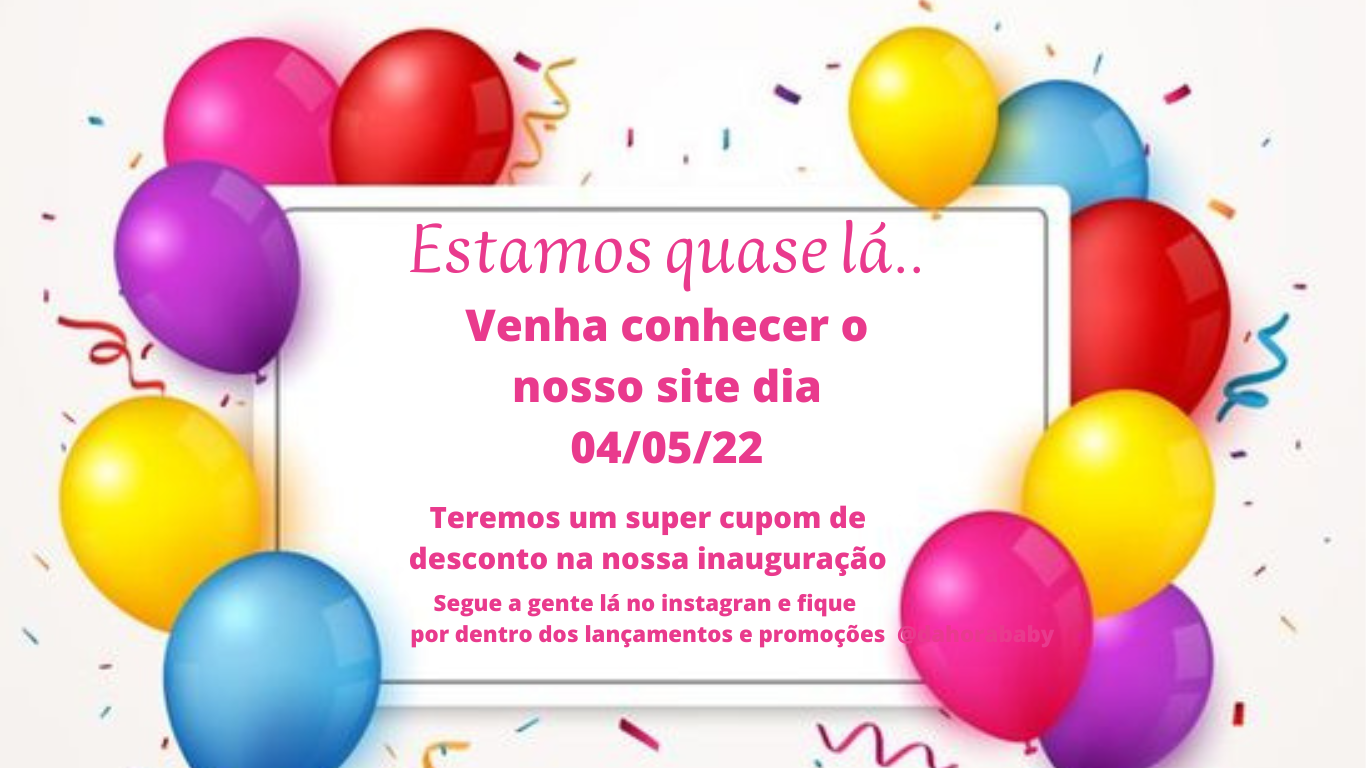 Estamos quase lá..
Venha conhecer o
nosso site dia
04/05/22
Teremos um super cupom de
desconto na nossa inauguração
Segue a gente lá no instagran e fique
por dentro dos lançamentos e promoções